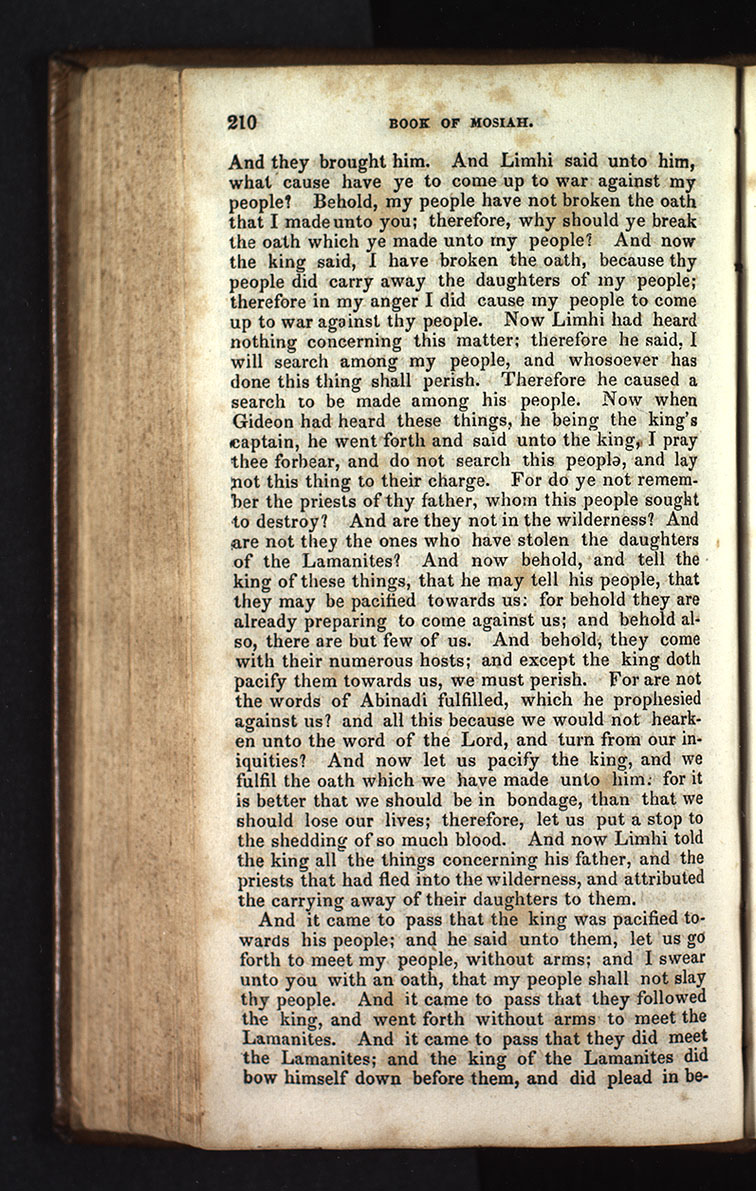 210 BOOK OF MOSIAH.
And they brought him. And Limhi said unto him,
what cause have ye to come up to war against my
people? Behold, my people have not broken the oath
that I made unto you; therefore, why should ye break
the oath which ye made unto my people? And now
the king said, I have broken the oath, because thy
people did carry away the daughters of my people;
therefore in my anger I did cause my people to come
up to war against thy people. Now Limhi had heard
nothing concerning this matter; therefore he said, I
will search among my people, and whosoever has
done this thing shall perish. Therefore he caused a
search to be made among his people. Now when
Gideon had heard these things, he being the king's
captain, he went forth and said unto the king, I pray
thee forbear, and do not search this people, and lay
not this thing to their charge. For do ye not remem-
ber the priests of thy father, whom this people sought
to destroy? And are they not in the wilderness? And
are not they the ones who have stolen the daughters
of the Lamanites? And now behold, and tell the
king of these things, that he may tell his people, that
they may be pacified towards us: for behold they are
already preparing to come against us; and behold al-
so, there are but few of us. And behold, they come
with their numerous hosts; and except the king doth
pacify them towards us, we must perish. For are not
the words of Abinadi fulfilled, which he prophesied
against us? and all this because we would not heark-
en unto the word of the Lord, and turn from our in-
iquities? And now let us pacify the king, and we
fulfil the oath which we have made unto him: for it
is better that we should be in bondage, than that we
should lose our lives; therefore, let us put a stop to
the shedding of so much blood. And now Limhi told
the king all the things concerning his father, and the
priests that had fled into the wilderness, and attributed
the carrying away of their daughters to them.
And it came to pass that the king was pacified to-
wards his people; and he said unto them, let us go
forth to meet my people, without arms; and I swear
unto you with an oath, that my people shall not slay
thy people. And it came to pass that they followed
the king, and went forth without arms to meet the
Lamanites. And it came to pass that they did meet
the Lamanites; and the king of the Lamanites did
bow himself down before them, and did plead in be-